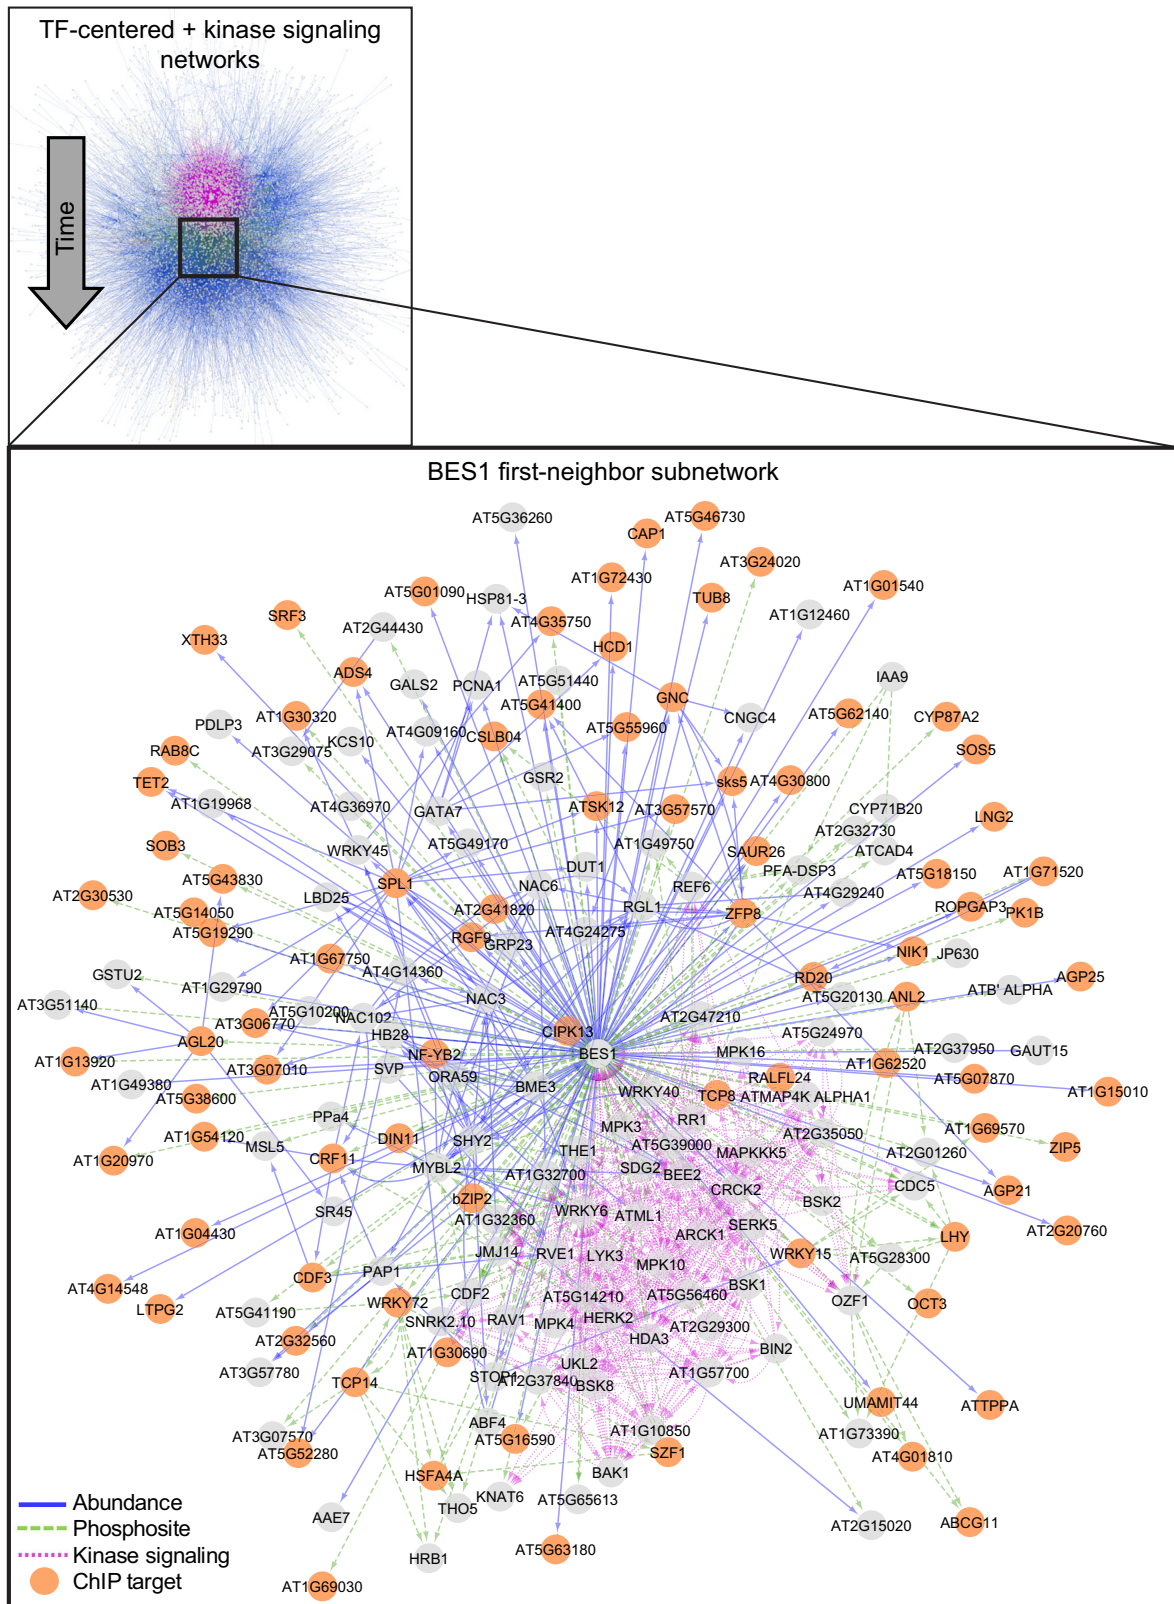 TF-centered + kinase signaling
networks
Time
BES1 first-neighbor subnetwork
AT5G36260
AT5G46730
CAP1
AT3G24020
AT1G72430
AT1G01540
AT5G01090
HSP81-3
TUB8
SRF3
AT2G44430
AT4G35750
AT1G12460
XTH33
HCD1
ADS4
GALS2
PCNA1
AT5G51440
IAA9
AT5G41400
GNC
PDLP3
AT1G30320
AT4G09160
CSLB04
AT5G55960
CNGC4
AT5G62140
CYP87A2
RAB8C
AT3G29075
KCS10
SOS5
TET2
GSR2
sks5
AT4G30800
AT1G19968
AT4G36970
GATA7
ATSK12
AT3G57570
CYP71B20
LNG2
SOB3
WRKY45
AT5G49170
AT1G49750
AT2G32730
SAUR26
ATCAD4
DUT1
PFA-DSP3
AT2G30530
AT5G43830
LBD25
SPL1
NAC6
REF6
AT4G29240
AT5G18150
AT1G71520
AT5G14050
AT2G41820
RGL1
ZFP8
ROPGAP3
PK1B
AT5G19290
RGF9
GRP23
AT4G24275
AT1G67750
NIK1
JP630
GSTU2
AT4G14360
AT1G29790
RD20
AT3G51140
NAC3
AT5G20130
ANL2
ATB' ALPHA
AGP25
AT5G10200
NAC102
AT2G47210
AT3G06770
HB28
CIPK13
AT5G24970
AGL20
NF-YB2
BES1
MPK16
AT2G37950
GAUT15
AT1G13920
AT3G07010
SVP
ORA59
AT1G62520
AT1G49380
BME3
WRKY40
RALFL24
AT5G07870
AT1G15010
AT5G38600
TCP8
ATMAP4K ALPHA1
PPa4
MPK3
RR1
AT1G54120
MSL5
DIN11
SHY2
THE1
AT5G39000
AT2G35050
AT1G69570
ZIP5
AT1G20970
CRF11
MYBL2
AT1G32700
SDG2
BEE2
MAPKKK5
AT2G01260
CDC5
CRCK2
AGP21
SR45
bZIP2
AT1G32360
WRKY6
ATML1
BSK2
AT1G04430
SERK5
AT2G20760
ARCK1
LHY
JMJ14
RVE1
LYK3
WRKY15
AT5G28300
AT4G14548
CDF3
PAP1
MPK10
BSK1
LTPG2
CDF2
AT5G14210
AT5G56460
OZF1
OCT3
AT5G41190
WRKY72
SNRK2.10
RAV1
MPK4
HERK2
AT2G29300
AT2G32560
HDA3
BIN2
AT3G57780
AT1G30690
UKL2
AT1G57700
TCP14
STOP1
AT2G37840
BSK8
UMAMIT44
ATTPPA
AT3G07570
ABF4
AT1G10850
AT1G73390
AT5G52280
AT5G16590
SZF1
AT4G01810
HSFA4A
BAK1
KNAT6
AT5G65613
THO5
AAE7
AT2G15020
ABCG11
AT5G63180
HRB1
AT1G69030
Abundance
Phosphosite
Kinase signaling
ChIP target